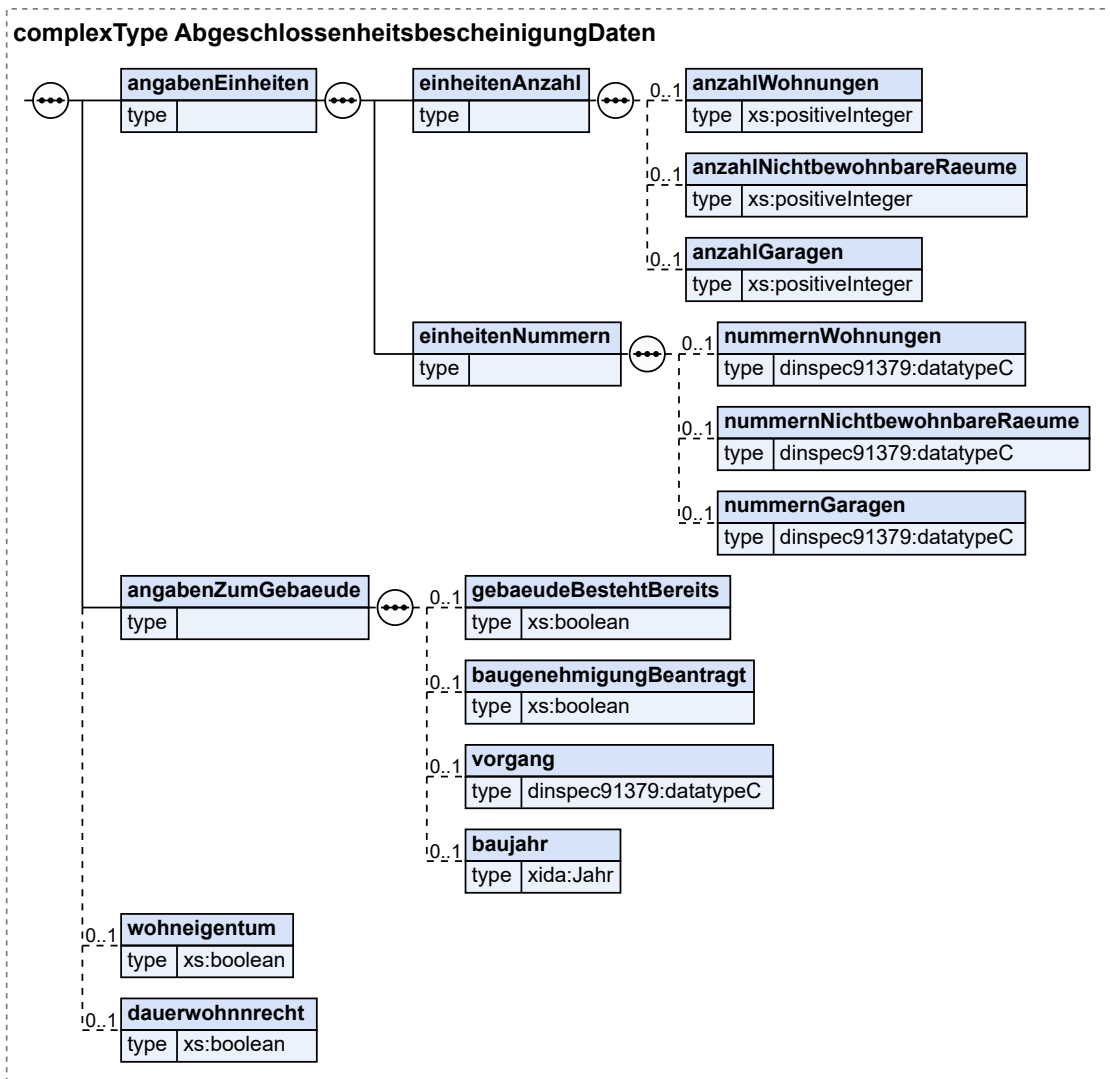 complexType AbgeschlossenheitsbescheinigungDaten
angabenEinheiten
type
einheitenAnzahl
type
0..1
anzahlWohnungen
type xs:positiveInteger
0..1
anzahlNichtbewohnbareRaeume
type xs:positiveInteger
0..1
anzahlGaragen
type xs:positiveInteger
einheitenNummern
type
0..1
nummernWohnungen
type dinspec91379:datatypeC
0..1
nummernNichtbewohnbareRaeume
type dinspec91379:datatypeC
0..1
nummernGaragen
type dinspec91379:datatypeC
angabenZumGebaeude
type
0..1
gebaeudeBestehtBereits
type xs:boolean
0..1
baugenehmigungBeantragt
type xs:boolean
0..1
vorgang
type dinspec91379:datatypeC
0..1
baujahr
type xida:Jahr
0..1
wohneigentum
type xs:boolean
0..1
dauerwohnnrecht
type xs:boolean